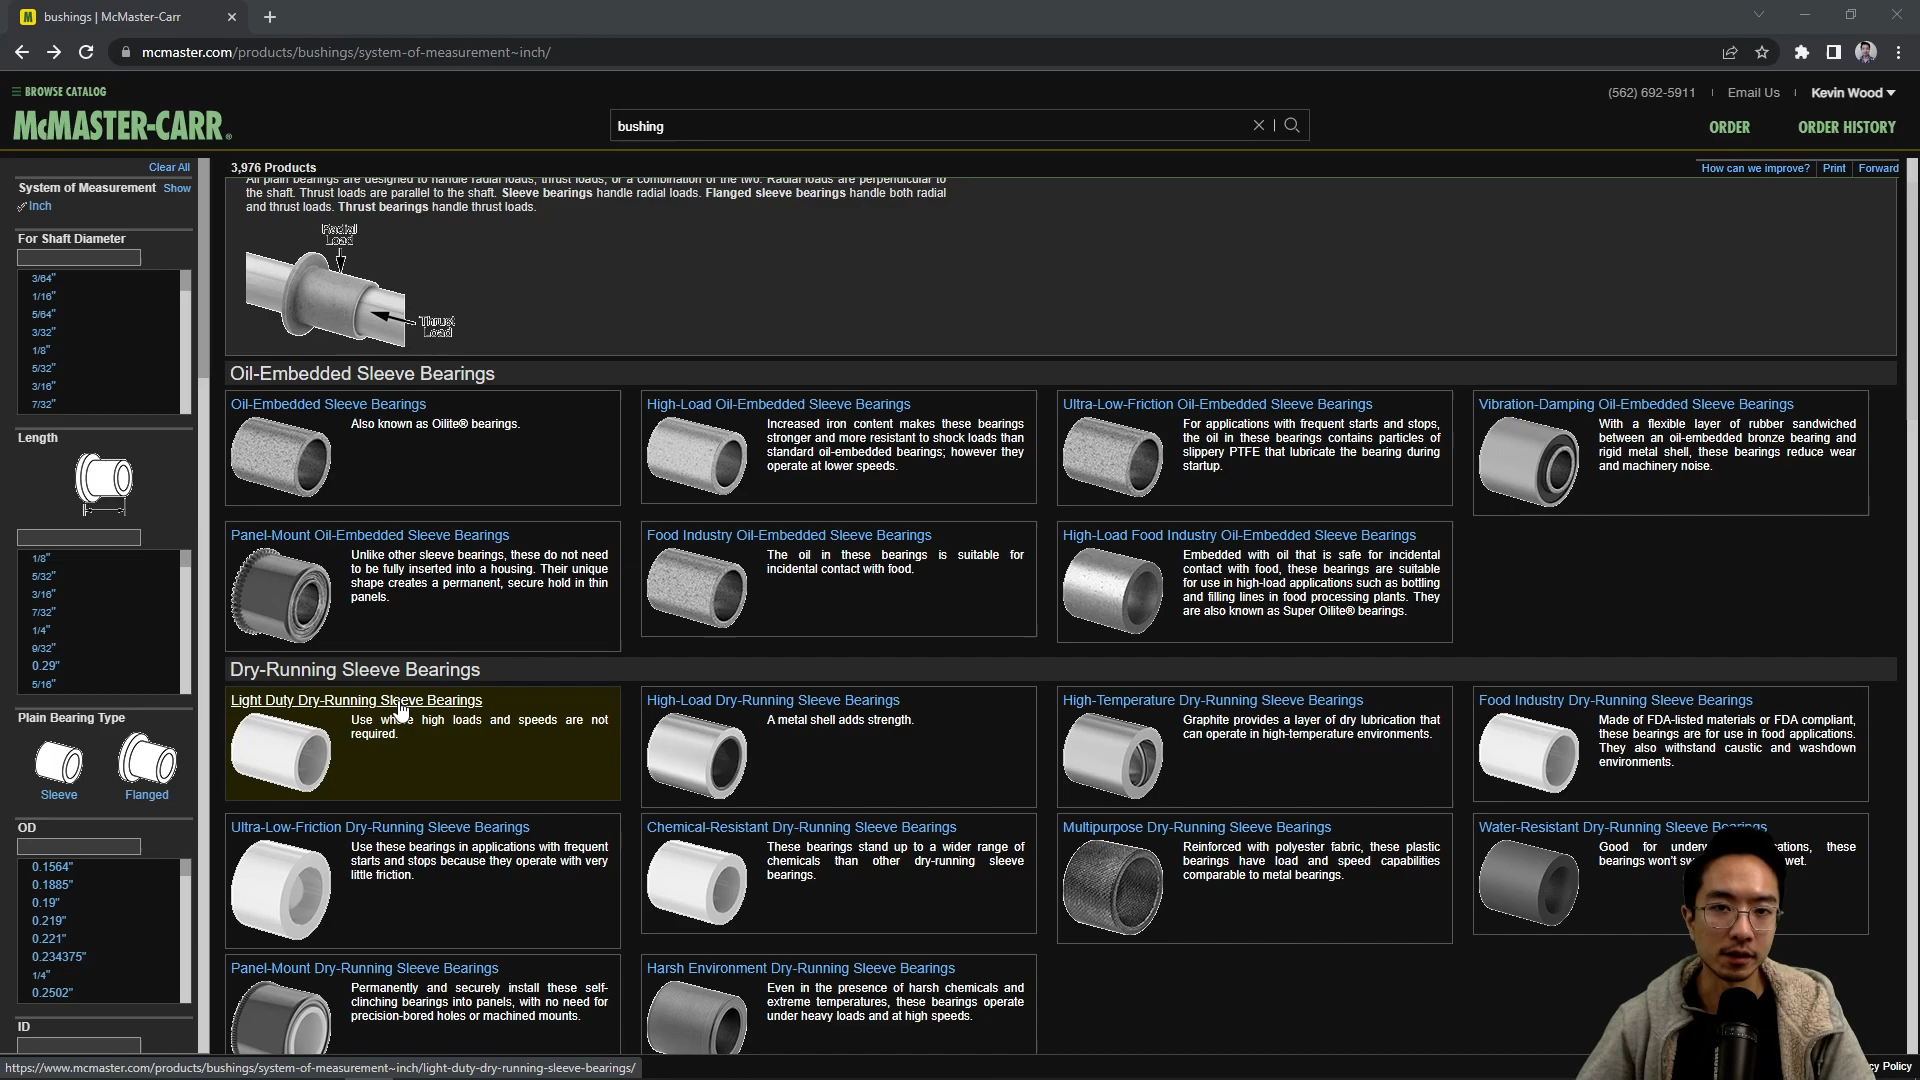 bushings | McMaster-Carr
mcmaster.com/products/bushings/system-of-measurement~inch/
BROWSE CATALOG
McMASTER-CARR®
bushing
(562) 692-5911
Email Us
Kevin Wood
ORDER
ORDER HISTORY
Clear All
System of Measurement Show
Inch
For Shaft Diameter
3/64"
1/16"
5/64"
3/32"
1/8"
5/32"
3/16"
7/32"
Length
1/8"
5/32"
3/16"
7/32"
1/4"
9/32"
0.29"
5/16"
Plain Bearing Type
Sleeve
Flanged
OD
0.1564"
0.1885"
0.19"
0.219"
0.221"
0.234375"
1/4"
0.2502"
ID
3,976 Products
How can we improve?
Print
Forward
All plain bearings are designed to handle radial loads, thrust loads, or a combination of the two. Radial loads are perpendicular to
the shaft. Thrust loads are parallel to the shaft. Sleeve bearings handle radial loads. Flanged sleeve bearings handle both radial
and thrust loads. Thrust bearings handle thrust loads.
Radial
Load
Thrust
Load
Oil-Embedded Sleeve Bearings
Oil-Embedded Sleeve Bearings
Also known as Oilite® bearings.
High-Load Oil-Embedded Sleeve Bearings
Increased iron content makes these bearings
stronger and more resistant to shock loads than
standard oil-embedded bearings; however they
operate at lower speeds.
Ultra-Low-Friction Oil-Embedded Sleeve Bearings
For applications with frequent starts and stops,
the oil in these bearings contains particles of
slippery PTFE that lubricate the bearing during
startup.
Vibration-Damping Oil-Embedded Sleeve Bearings
With a flexible layer of rubber sandwiched
between an oil-embedded bronze bearing and
rigid metal shell, these bearings reduce wear
and machinery noise.
Panel-Mount Oil-Embedded Sleeve Bearings
Unlike other sleeve bearings, these do not need
to be fully inserted into a housing. Their unique
shape creates a permanent, secure hold in thin
panels.
Food Industry Oil-Embedded Sleeve Bearings
The oil in these bearings is suitable for
incidental contact with food.
High-Load Food Industry Oil-Embedded Sleeve Bearings
Embedded with oil that is safe for incidental
contact with food, these bearings are suitable
for use in high-load applications such as bottling
and filling lines in food processing plants. They
are also known as Super Oilite® bearings.
Dry-Running Sleeve Bearings
Light Duty Dry-Running Sleeve Bearings
Use where high loads and speeds are not
required.
High-Load Dry-Running Sleeve Bearings
A metal shell adds strength.
High-Temperature Dry-Running Sleeve Bearings
Graphite provides a layer of dry lubrication that
can operate in high-temperature environments.
Food Industry Dry-Running Sleeve Bearings
Made of FDA-listed materials or FDA compliant,
these bearings are for use in food applications.
They also withstand caustic and washdown
environments.
Ultra-Low-Friction Dry-Running Sleeve Bearings
Use these bearings in applications with frequent
starts and stops because they operate with very
little friction.
Chemical-Resistant Dry-Running Sleeve Bearings
These bearings stand up to a wider range of
chemicals than other dry-running sleeve
bearings.
Multipurpose Dry-Running Sleeve Bearings
Reinforced with polyester fabric, these plastic
bearings have load and speed capabilities
comparable to metal bearings.
Water-Resistant Dry-Running Sleeve Bearings
Good for these
bearings won't wet.
Panel-Mount Dry-Running Sleeve Bearings
Permanently and securely install these self-
clinching bearings into panels, with no need for
precision-bored holes or machined mounts.
Harsh Environment Dry-Running Sleeve Bearings
Even in the presence of harsh chemicals and
extreme temperatures, these bearings operate
under heavy loads and at high speeds.
https://www.mcmaster.com/products/bushings/system-of-measurement~inch/light-duty-dry-running-sleeve-bearings/
Policy